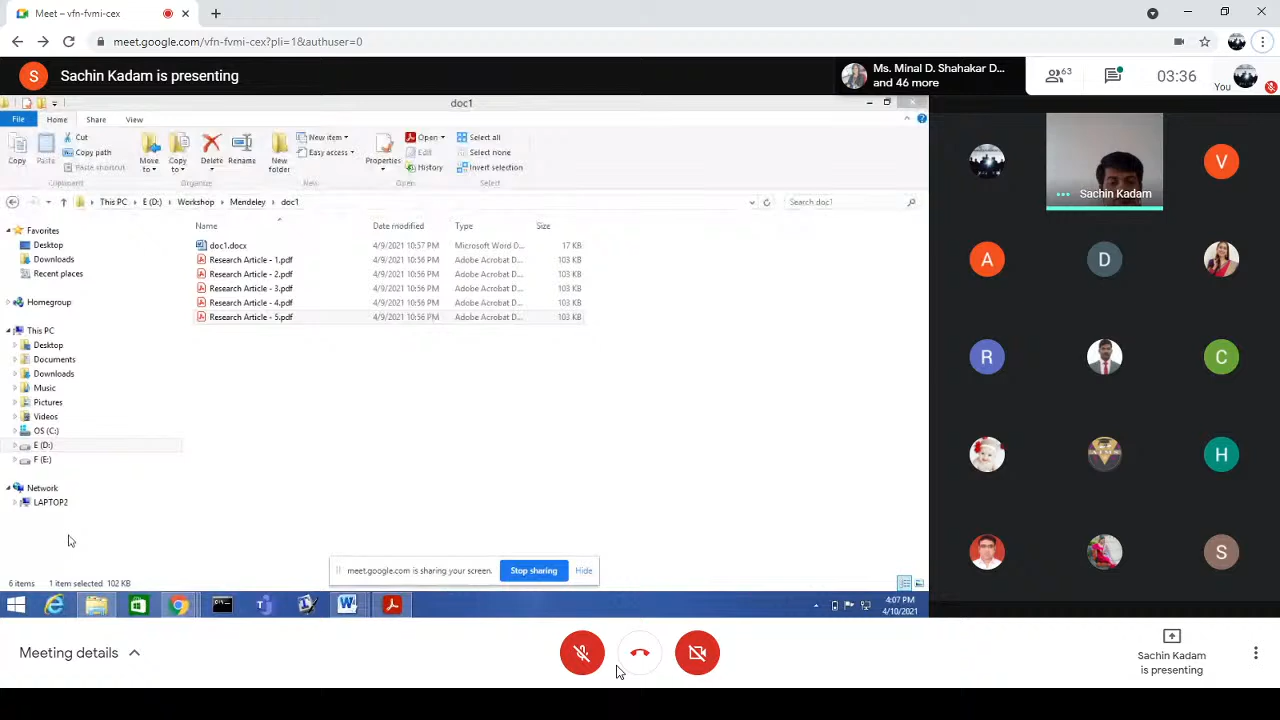 Meet – vfn-fvmi-cex
meet.google.com/vfn-fvmi-cex?pli=1&authuser=0
S Sachin Kadam is presenting
Ms. Minal D. Shahakar D...
and 46 more
63
03:36
You
doc1
File Home Share View
Copy
Paste
Cut
Copy path
Paste shortcut
Clipboard
Move to
Copy to
Delete
Rename
Organize
New folder
New item
Easy access
New
Properties
Open
Edit
History
Open
Select all
Select none
Invert selection
Select
This PC E (D:) Workshop Mendeley doc1
Search doc1
Name Date modified Type Size
doc1.docx 4/9/2021 10:57 PM Microsoft Word D... 17 KB
Research Article - 1.pdf 4/9/2021 10:56 PM Adobe Acrobat D... 103 KB
Research Article - 2.pdf 4/9/2021 10:56 PM Adobe Acrobat D... 103 KB
Research Article - 3.pdf 4/9/2021 10:56 PM Adobe Acrobat D... 103 KB
Research Article - 4.pdf 4/9/2021 10:56 PM Adobe Acrobat D... 103 KB
Research Article - 5.pdf 4/9/2021 10:56 PM Adobe Acrobat D... 103 KB
Favorites
Desktop
Downloads
Recent places
Homegroup
This PC
Desktop
Documents
Downloads
Music
Pictures
Videos
OS (C:)
E (D:)
F (E:)
Network
LAPTOP2
6 items 1 item selected 102 KB
meet.google.com is sharing your screen.
Stop sharing
Hide
4:07 PM
4/10/2021
Sachin Kadam
V
A
D
R
C
H
S
Meeting details
Sachin Kadam
is presenting